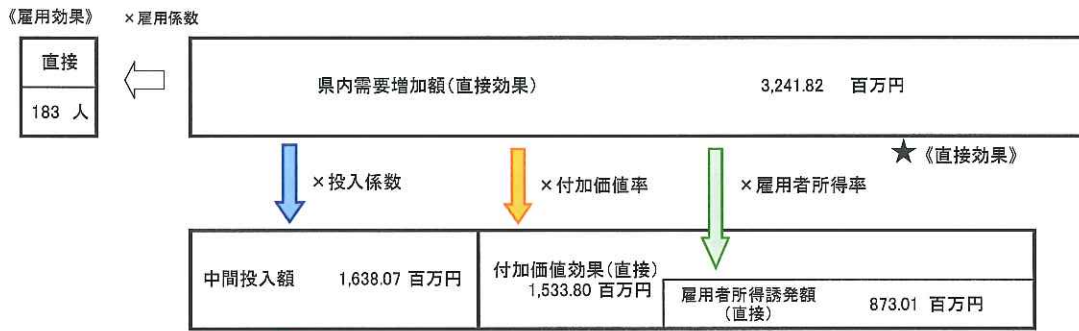 《雇用効果》 ×雇用係数
直接
183 人
県内需要増加額(直接効果) 3,241.82 百万円
★《直接効果》
×投入係数
×付加価値率
×雇用者所得率
中間投入額 1,638.07 百万円
付加価値効果(直接)
1,533.80 百万円
雇用者所得誘発額
(直接)
873.01 百万円